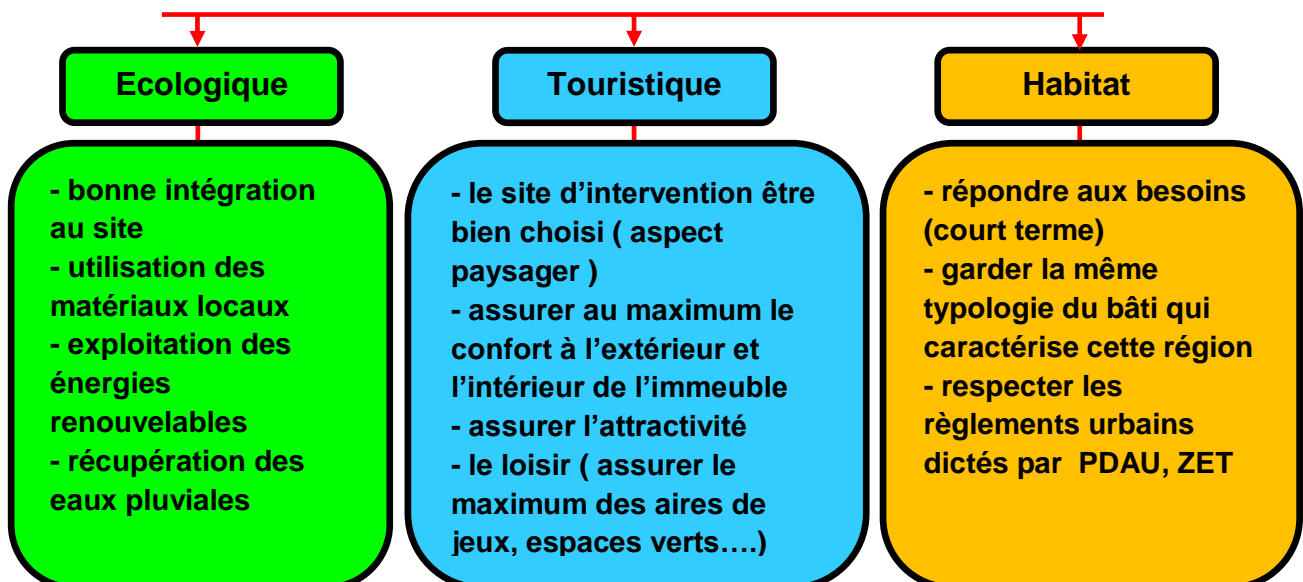 Ecologique
- bonne intégration
au site
- utilisation des
matériaux locaux
- exploitation des
énergies
renouvelables
- récupération des
eaux pluviales
Touristique
- le site d’intervention être
bien choisi ( aspect
paysager )
- assurer au maximum le
confort à l’extérieur et
l’intérieur de l’immeuble
- assurer l’attractivité
- le loisir ( assurer le
maximum des aires de
jeux, espaces verts….)
Habitat
- répondre aux besoins
(court terme)
- garder la même
typologie du bâti qui
caractérise cette région
- respecter les
règlements urbains
dictés par  PDAU, ZET